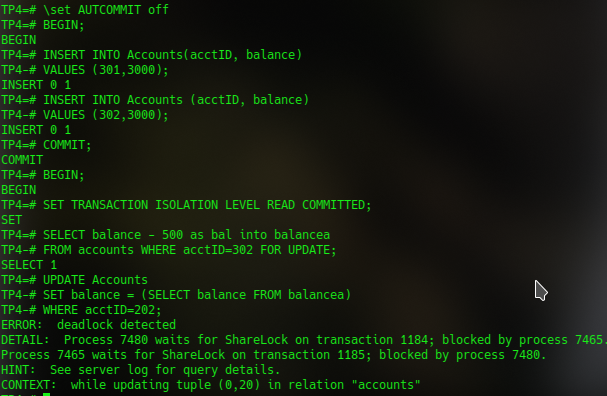 TP4=# \set AUTCOMMIT off
TP4=# BEGIN;
BEGIN
TP4=# INSERT INTO Accounts(acctID, balance)
TP4-# VALUES (301,3000);
INSERT 0 1
TP4=# INSERT INTO Accounts (acctID, balance)
TP4-# VALUES (302,3000);
INSERT 0 1
TP4=# COMMIT;
COMMIT
TP4=# BEGIN;
BEGIN
TP4=# SET TRANSACTION ISOLATION LEVEL READ COMMITTED;
SET
TP4=# SELECT balance - 500 as bal into balancea
TP4-# FROM accounts WHERE acctID=302 FOR UPDATE;
SELECT 1
TP4=# UPDATE Accounts
TP4-# SET balance = (SELECT balance FROM balancea)
TP4-# WHERE acctID=202;
ERROR:  deadlock detected
DETAIL:  Process 7480 waits for ShareLock on transaction 1184; blocked by process 7465.
Process 7465 waits for ShareLock on transaction 1185; blocked by process 7480.
HINT:  See server log for query details.
CONTEXT:  while updating tuple (0,20) in relation "accounts"